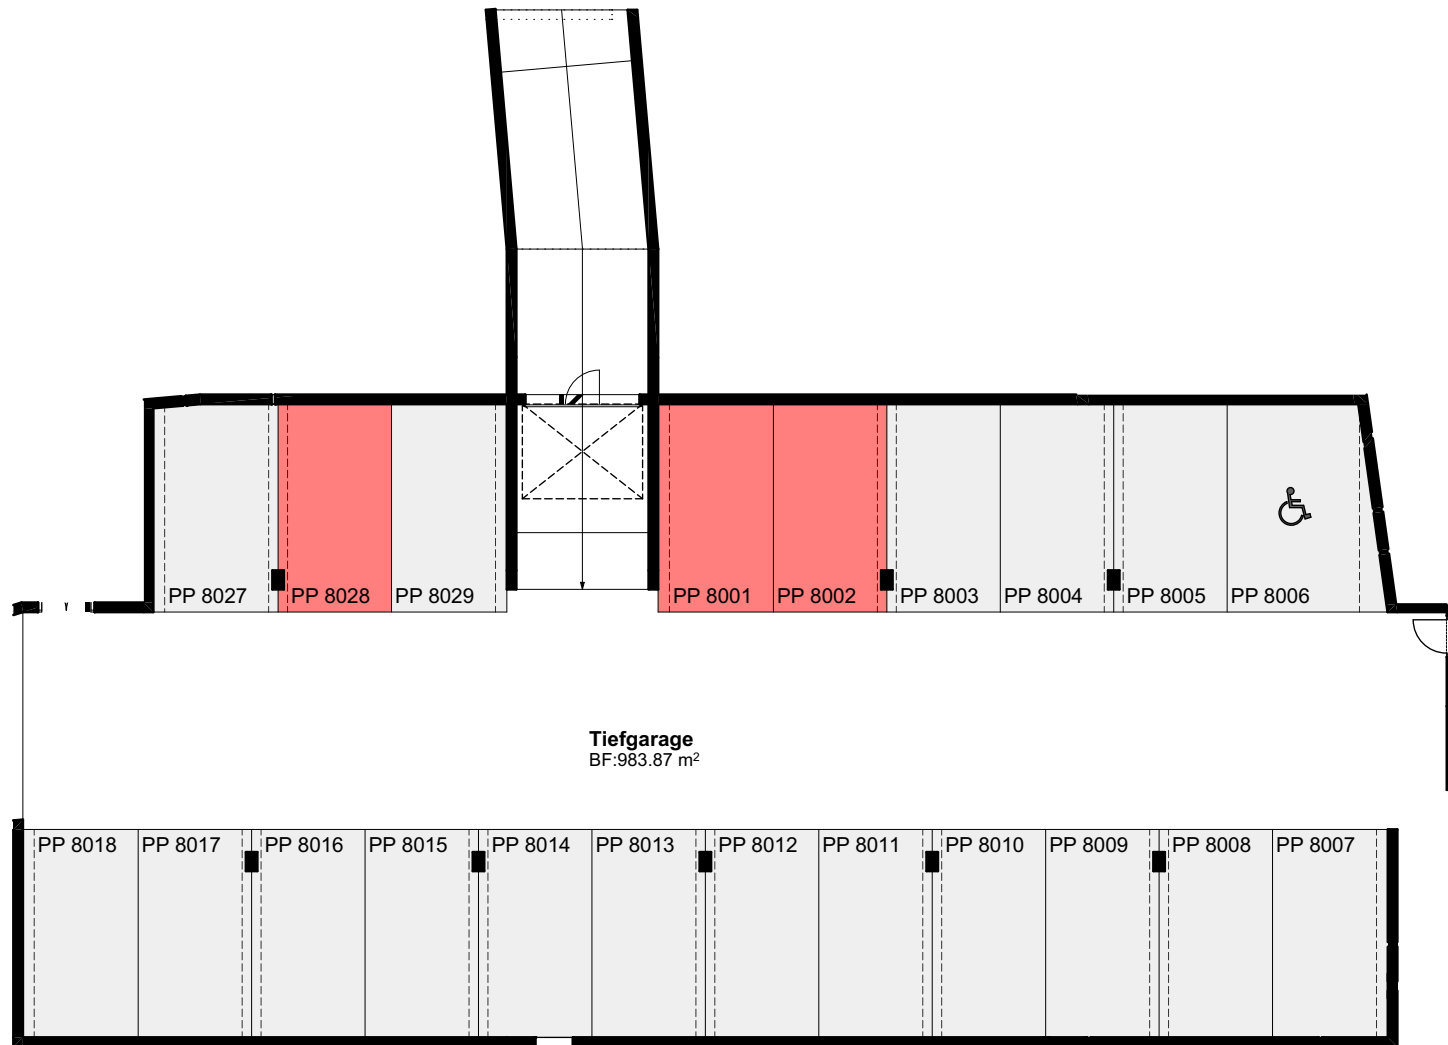 PP 8027
PP 8028
PP 8029
PP 8001
PP 8002
PP 8003
PP 8004
PP 8005
PP 8006
Tiefgarage
BF:983.87 m²
PP 8018
PP 8017
PP 8016
PP 8015
PP 8014
PP 8013
PP 8012
PP 8011
PP 8010
PP 8009
PP 8008
PP 8007